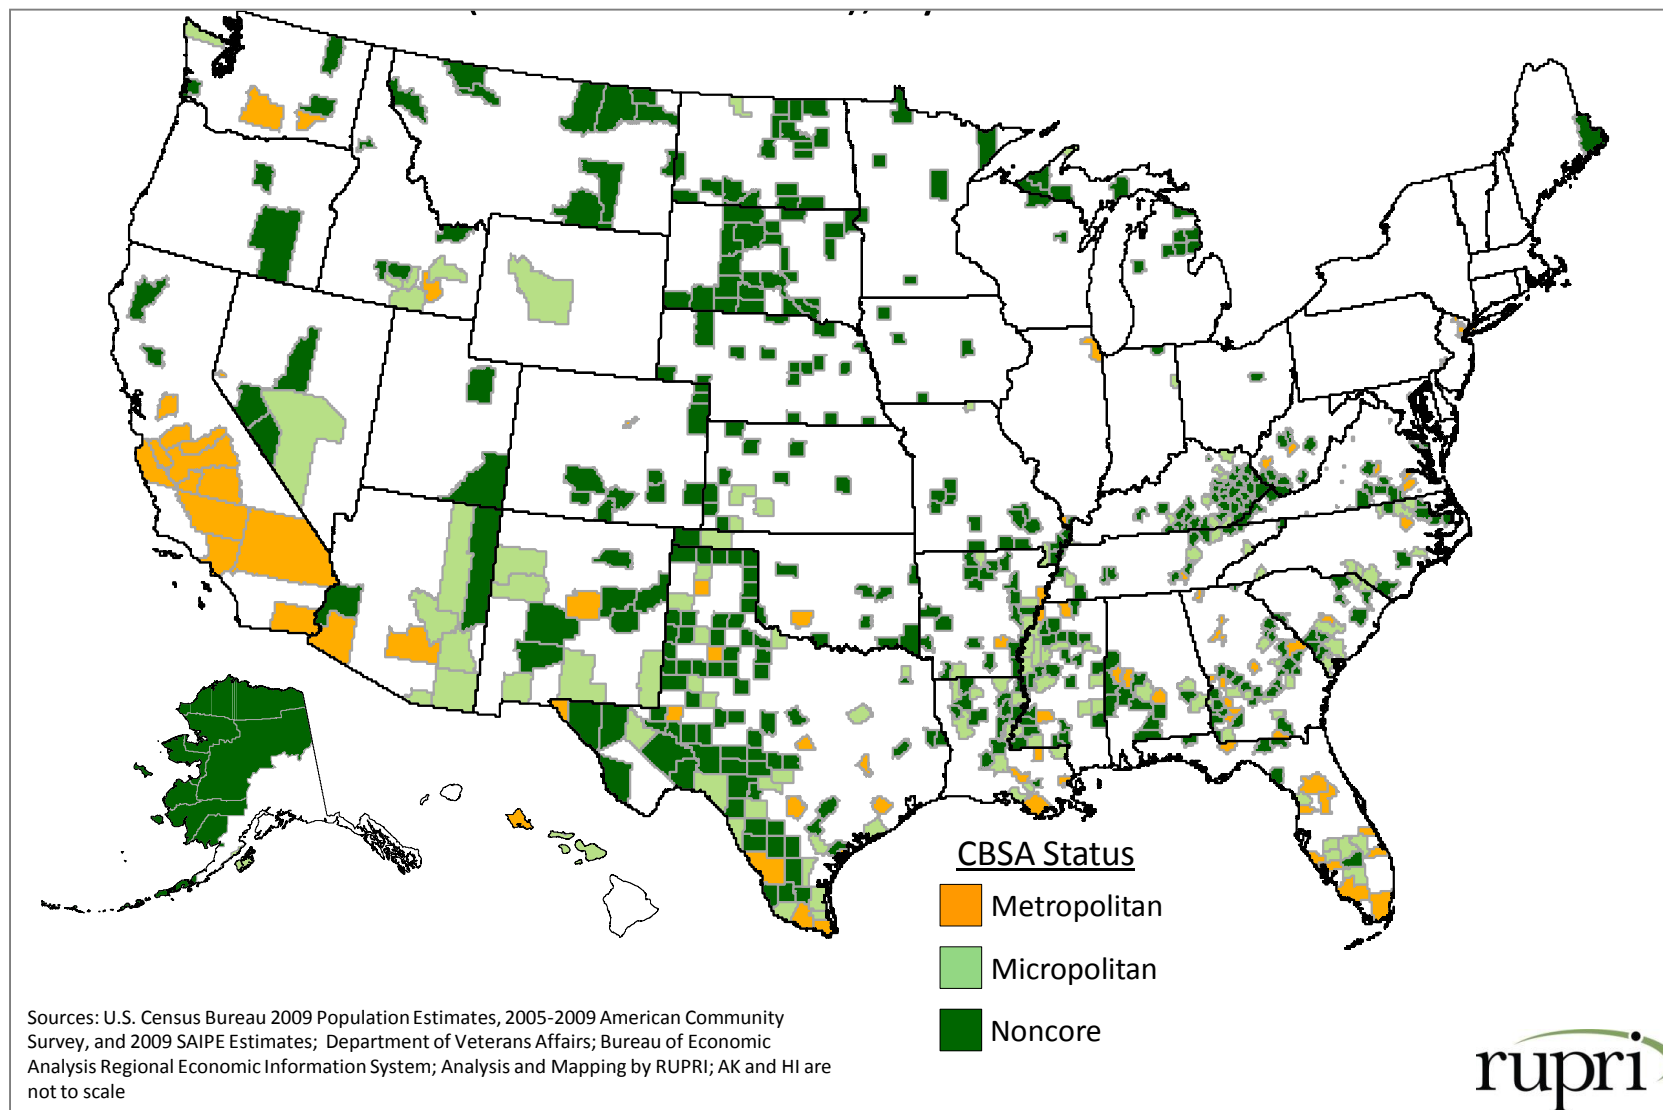 CBSA Status
Metropolitan
Micropolitan
Noncore
Sources: U.S. Census Bureau 2009 Population Estimates, 2005-2009 American Community
Survey, and 2009 SAIPE Estimates; Department of Veterans Affairs; Bureau of Economic
Analysis Regional Economic Information System; Analysis and Mapping by RUPRI; AK and HI are
not to scale
rupri